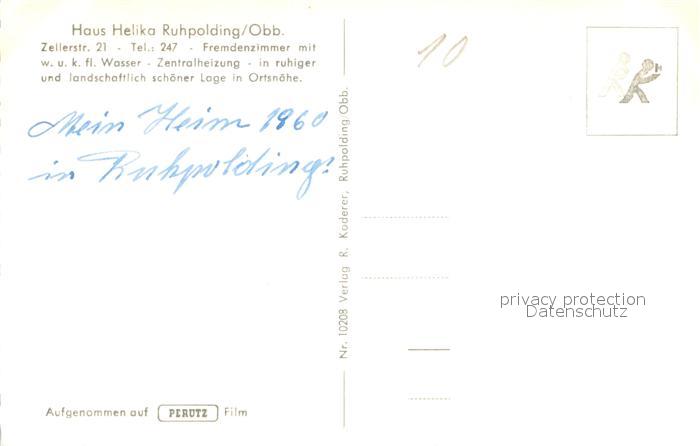 Haus Helika Ruhpolding/Obb.
Zellerstr. 21 - Tel.: 247 - Fremdenzimmer mit
w. u. k. fl. Wasser - Zentralheizung - in ruhiger
und landschaftlich schöner Lage in Ortsnähe.
Mein Heim 1960
in Ruhpolding!
Aufgenommen auf PERUTZ Film
Nr. 10208 Verlag R. Koderer, Ruhpolding/Obb.
10
privacy protection
Datenschutz